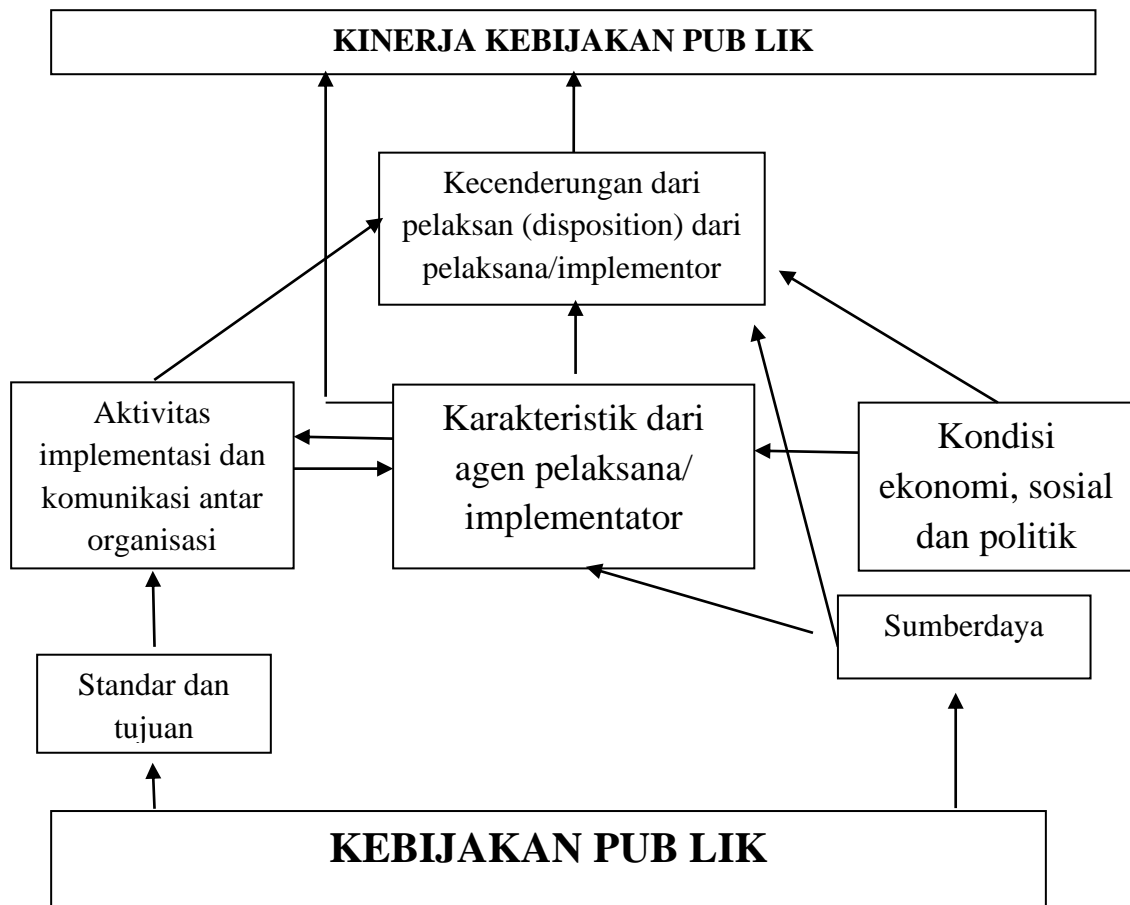 KINERJA KEBIJAKAN PUB LIK
Kecenderungan dari
pelaksan (disposition) dari
pelaksana/implementor
Aktivitas
implementasi dan
komunikasi antar
organisasi
Karakteristik dari
agen pelaksana/
implementator
Kondisi
ekonomi, sosial
dan politik
Sumberdaya
Standar dan
tujuan
KEBIJAKAN PUB LIK